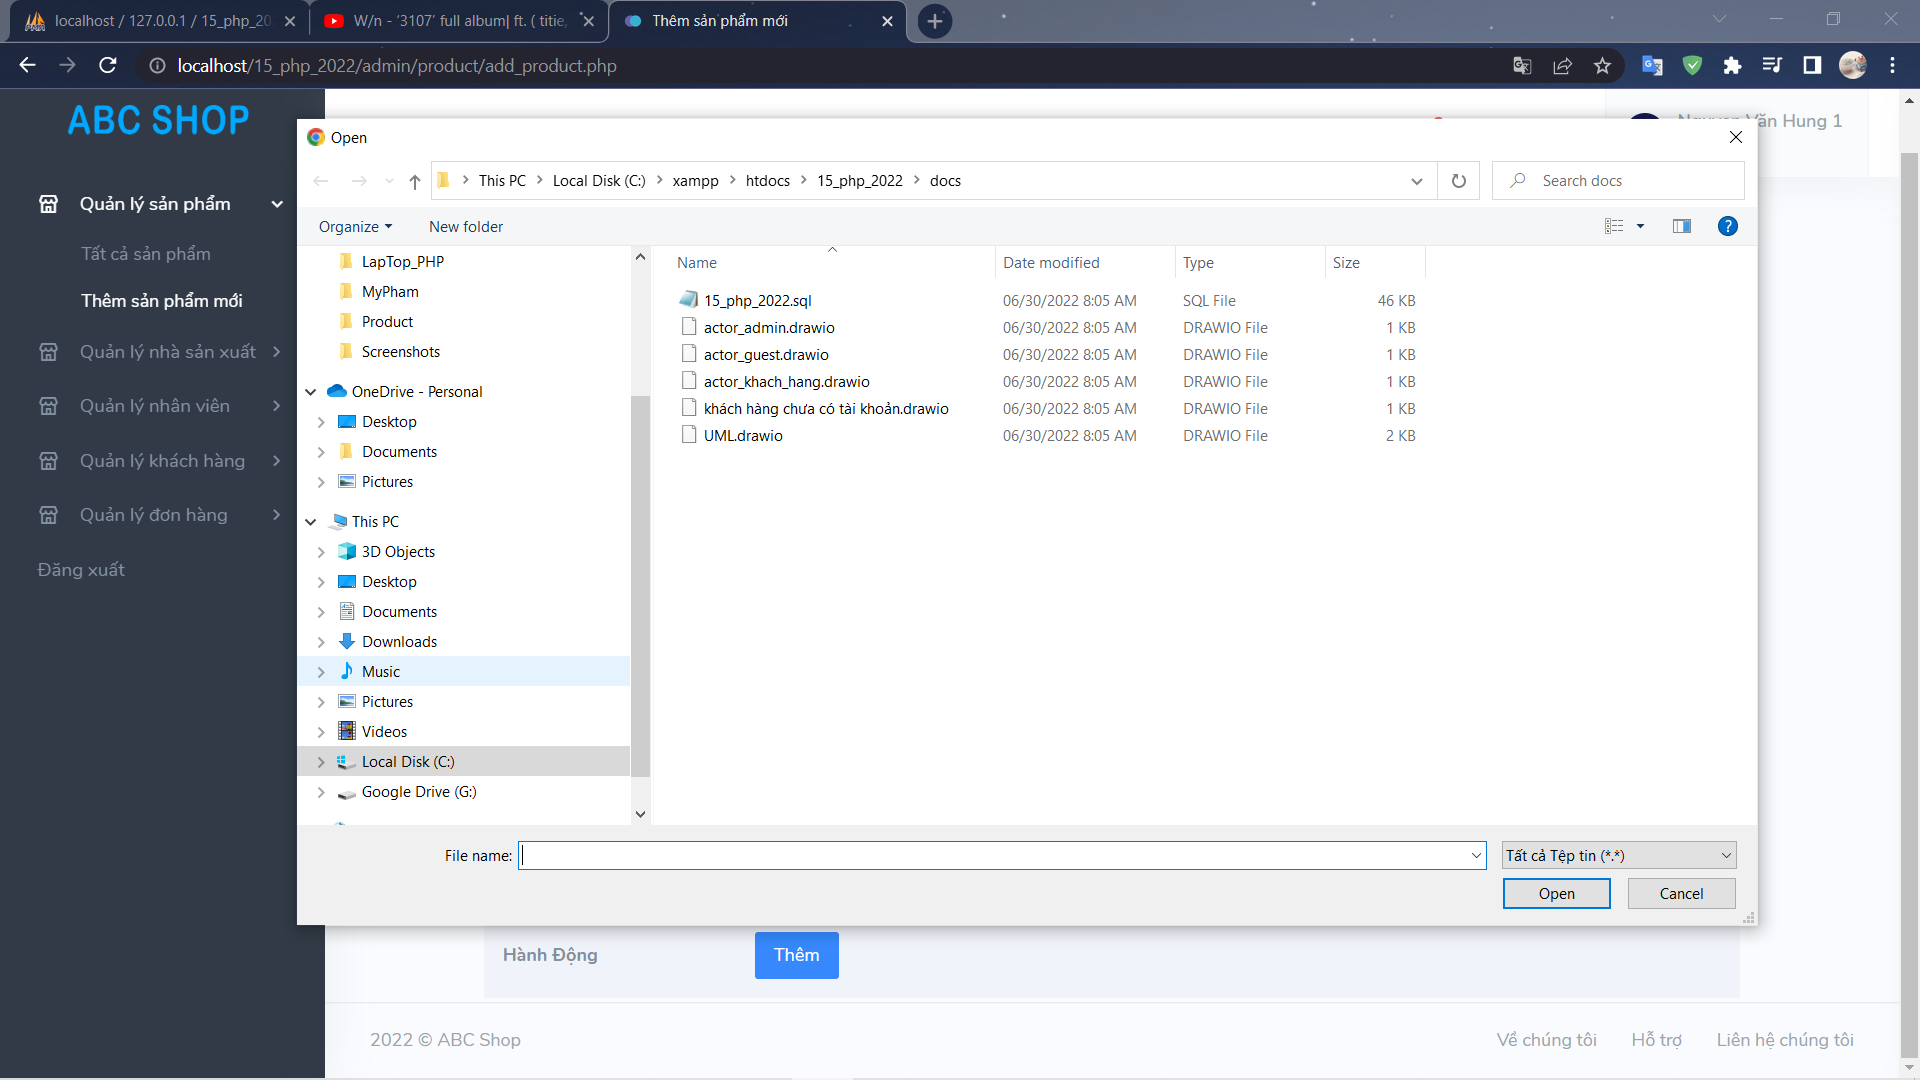 localhost / 127.0.0.1 / 15_php_20
W/n - ‘3107’ full album| ft. ( title,
Thêm sản phẩm mới
localhost/15_php_2022/admin/product/add_product.php
ABC SHOP
Văn Hung 1
Quản lý sản phẩm
Tất cả sản phẩm
Thêm sản phẩm mới
Quản lý nhà sản xuất
Quản lý nhân viên
Quản lý khách hàng
Quản lý đơn hàng
Đăng xuất
Open
This PC > Local Disk (C:) > xampp > htdocs > 15_php_2022 > docs
Search docs
Organize
New folder
LapTop_PHP
MyPham
Product
Screenshots
OneDrive - Personal
Desktop
Documents
Pictures
This PC
3D Objects
Desktop
Documents
Downloads
Music
Pictures
Videos
Local Disk (C:)
Google Drive (G:)
Name Date modified Type Size
15_php_2022.sql 06/30/2022 8:05 AM SQL File 46 KB
actor_admin.drawio 06/30/2022 8:05 AM DRAWIO File 1 KB
actor_guest.drawio 06/30/2022 8:05 AM DRAWIO File 1 KB
actor_khach_hang.drawio 06/30/2022 8:05 AM DRAWIO File 1 KB
khách hàng chưa có tài khoản.drawio 06/30/2022 8:05 AM DRAWIO File 1 KB
UML.drawio 06/30/2022 8:05 AM DRAWIO File 2 KB
File name:
Tất cả Tệp tin (*.*)
Open
Cancel
Hành Động
Thêm
2022 © ABC Shop
Về chúng tôi
Hỗ trợ
Liên hệ chúng tôi